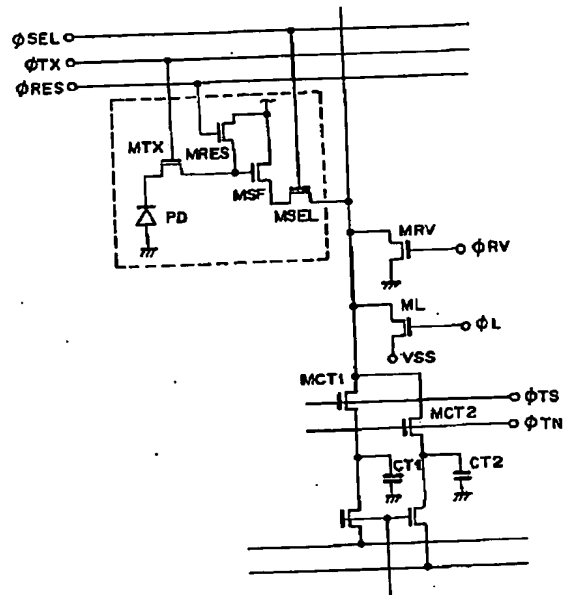 ϕSEL
ϕTX
ϕRES
MTX
MRES
MSF
PD
MSEL
MRV
ϕRV
ML
ϕL
VSS
MCT1
ϕTS
MCT2
ϕTN
CT1
CT2